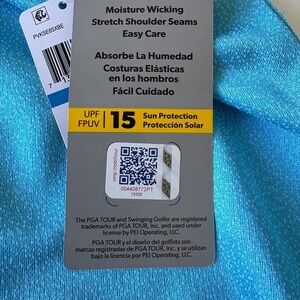 PVKSE65XBE
Moisture Wicking
Stretch Shoulder Seams
Easy Care
Absorbe La Humedad
Costuras Elásticas
en los hombros
Fácil Cuidado
UPF
FPUV
15
Sun Protection
Protección Solar
004408772PT
18309
The PGA TOUR and Swinging Golfer are registered
trademarks of PGA TOUR, Inc. and used under
license by PEI Operating, LLC.
PGA TOUR y el diseño del golfista son
marcas registradas de PGA TOUR, Inc. y se utilizan
bajo la licencia por PEI Operating, LLC.